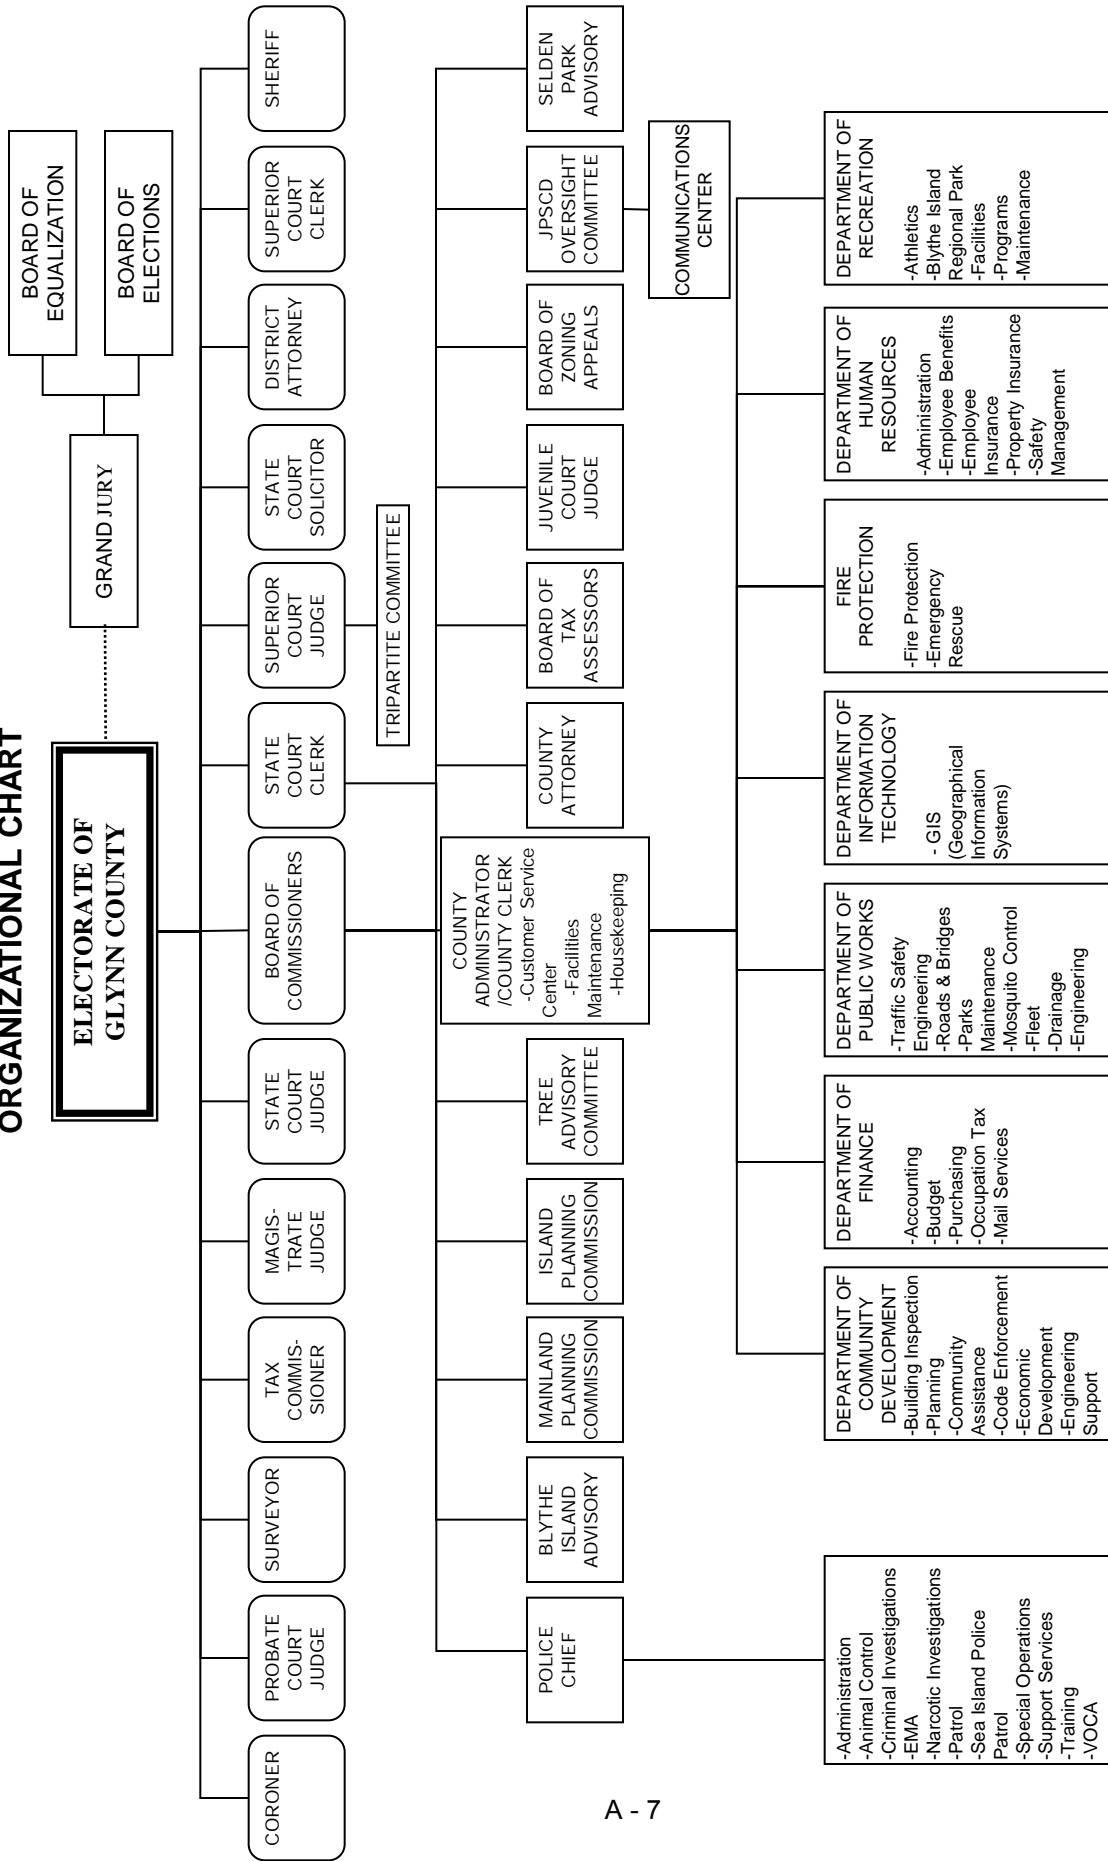 ORGANIZATIONAL CHART
ELECTORATE OF
GLYNN COUNTY
GRAND JURY
BOARD OF
EQUALIZATION
BOARD OF
ELECTIONS
CORONER
PROBATE
COURT
JUDGE
SURVEYOR
TAX
COMMIS-
SIONER
MAGIS-
TRATE
JUDGE
STATE
COURT
JUDGE
BOARD OF
COMMISSIONERS
STATE
COURT
CLERK
SUPERIOR
COURT
JUDGE
STATE
COURT
SOLICITOR
DISTRICT
ATTORNEY
SUPERIOR
COURT
CLERK
SHERIFF
TRIPARTITE COMMITTEE
POLICE
CHIEF
BLYTHE
ISLAND
ADVISORY
MAINLAND
PLANNING
COMMISSION
ISLAND
PLANNING
COMMISSION
TREE
ADVISORY
COMMITTEE
COUNTY
ADMINISTRATOR
/COUNTY CLERK
-Customer Service
Center
-Facilities
Maintenance
-Housekeeping
COUNTY
ATTORNEY
BOARD OF
TAX
ASSESSORS
JUVENILE
COURT
JUDGE
BOARD OF
ZONING
APPEALS
JPSCD
OVERSIGHT
COMMITTEE
SELDEN
PARK
ADVISORY
COMMUNICATIONS
CENTER
-Administration
-Animal Control
-Criminal Investigations
-EMA
-Narcotic Investigations
-Patrol
-Sea Island Police
Patrol
-Special Operations
-Support Services
-Training
-VOCA
DEPARTMENT OF
COMMUNITY
DEVELOPMENT
-Building Inspection
-Planning
-Community
Assistance
-Code Enforcement
-Economic
Development
-Engineering
Support
DEPARTMENT OF
FINANCE
-Accounting
-Budget
-Purchasing
-Occupation Tax
-Mail Services
DEPARTMENT OF
PUBLIC WORKS
-Traffic Safety
Engineering
-Roads & Bridges
-Parks
Maintenance
-Mosquito Control
-Fleet
-Drainage
-Engineering
DEPARTMENT OF
INFORMATION
TECHNOLOGY
- GIS
(Geographical
Information
Systems)
FIRE
PROTECTION
-Fire Protection
-Emergency
Rescue
DEPARTMENT OF
HUMAN
RESOURCES
-Administration
-Employee Benefits
-Employee
Insurance
-Property Insurance
-Safety
Management
DEPARTMENT OF
RECREATION
-Athletics
-Blythe Island
Regional Park
-Facilities
-Programs
-Maintenance
A - 7